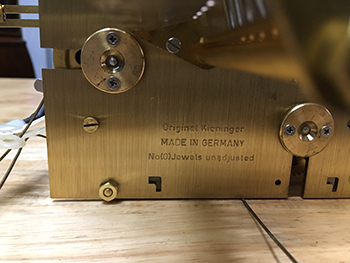 Original Kieninger
MADE IN GERMANY
No(0)Jewels unadjusted